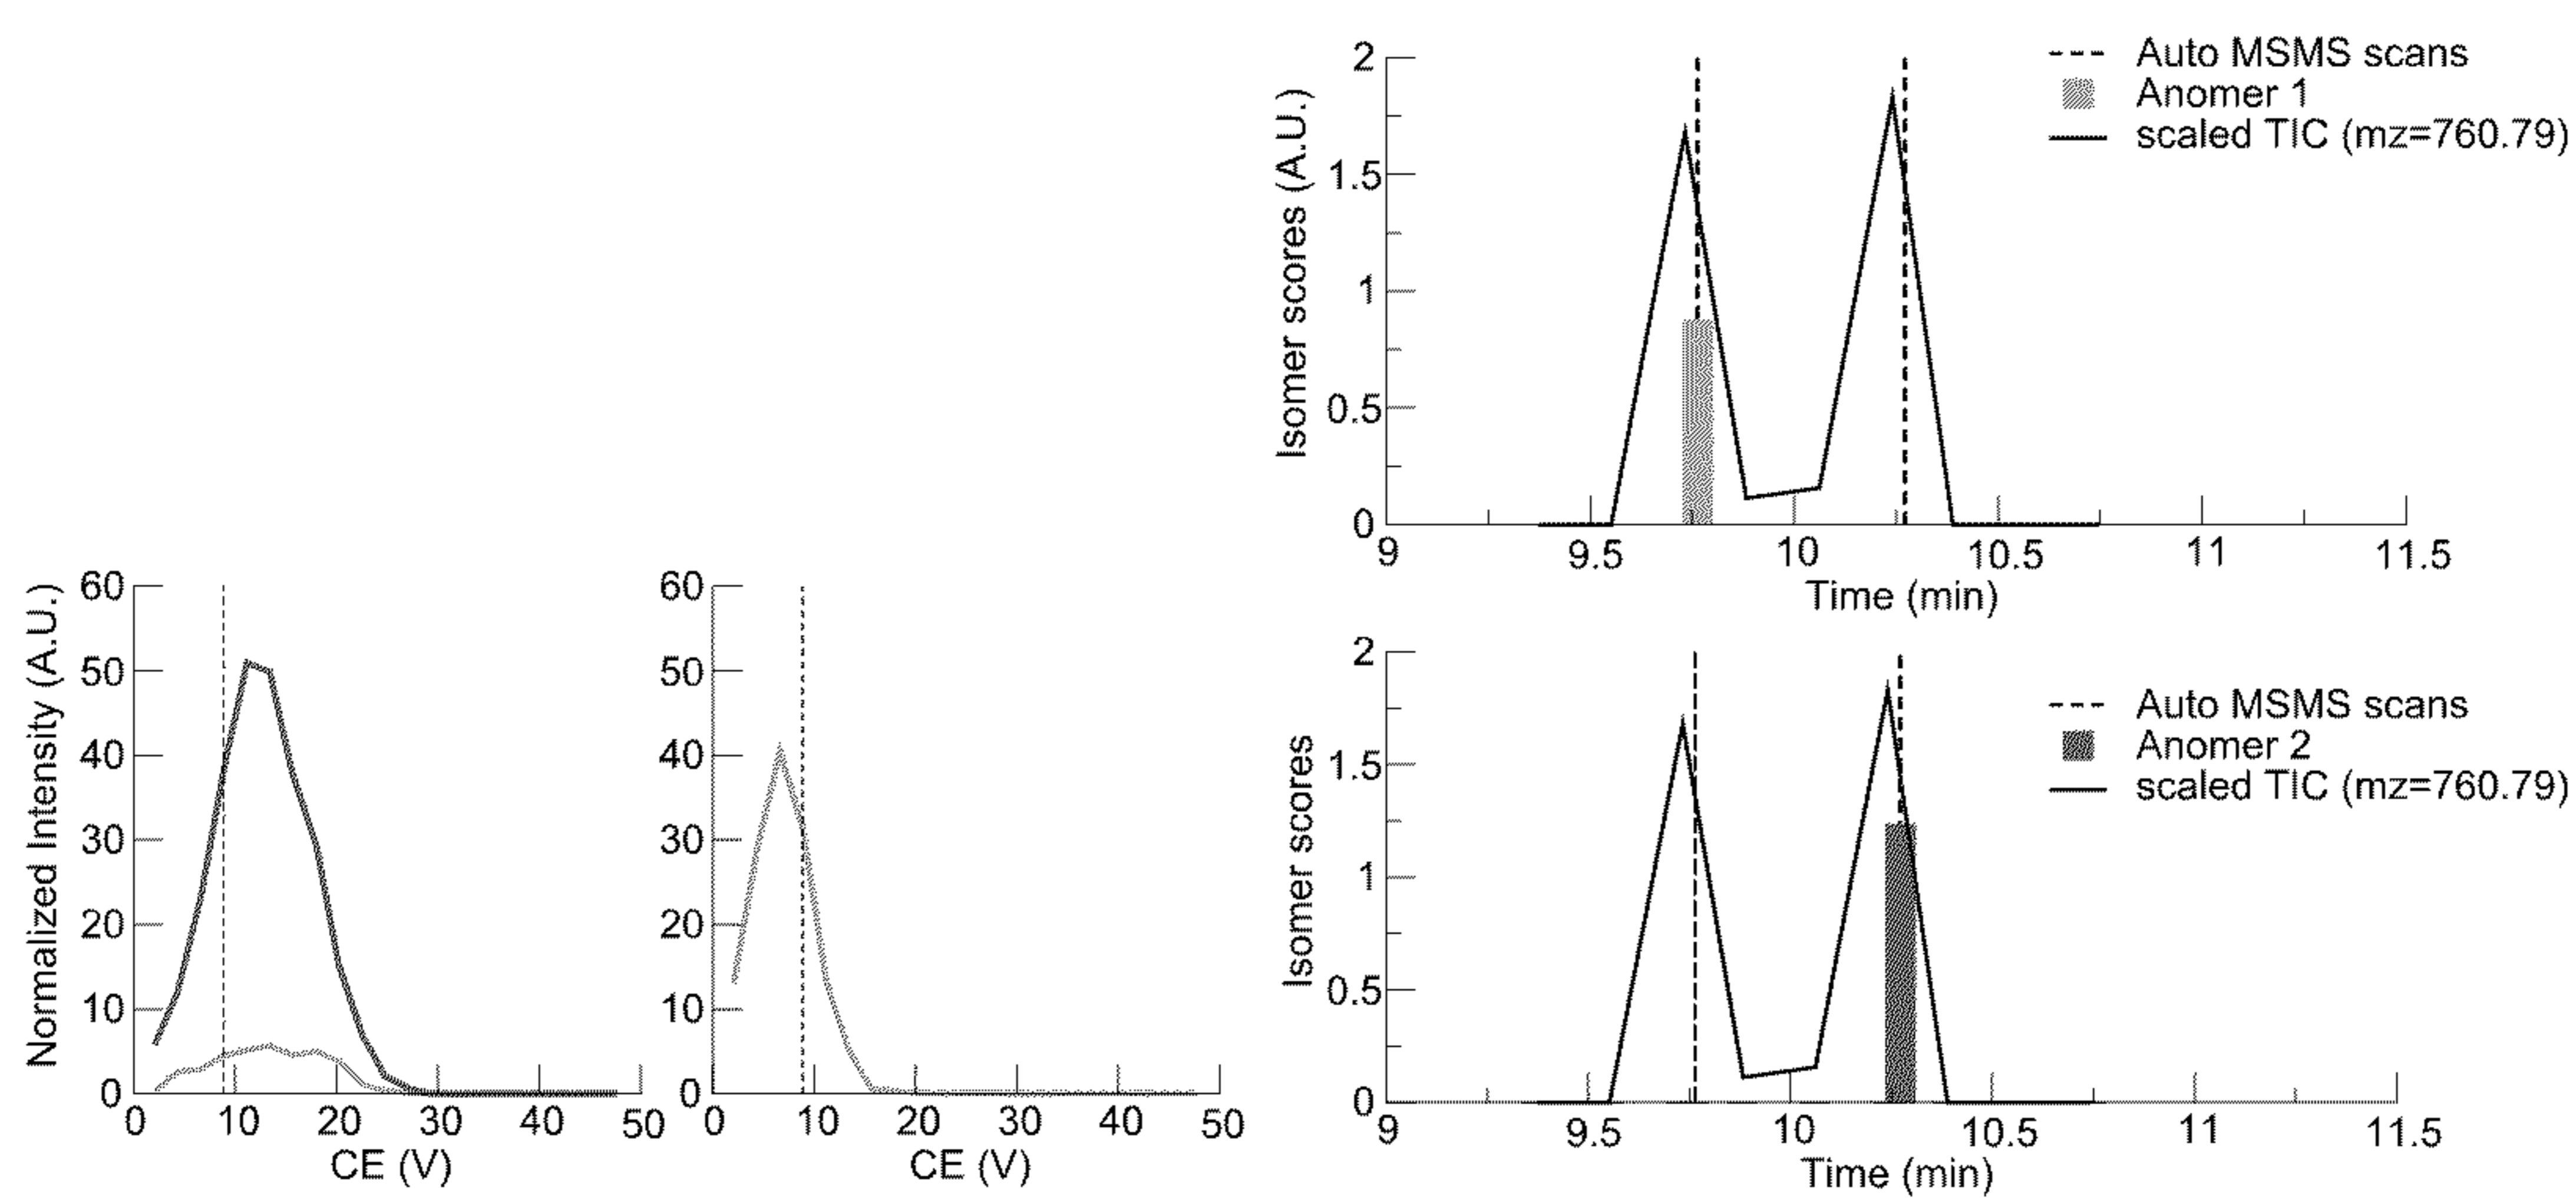 Normalized Intensity (A.U.)
60
50
40
30
20
10
0
0 10 20 30 40 50
CE (V)
60
50
40
30
20
10
0
0 10 20 30 40 50
CE (V)
Isomer scores (A.U.)
2
1.5
1
0.5
0
9 9.5 10 10.5 11 11.5
Time (min)
Auto MSMS scans
Anomer 1
scaled TIC (mz=760.79)
Isomer scores
2
1.5
1
0.5
0
9 9.5 10 10.5 11 11.5
Time (min)
Auto MSMS scans
Anomer 2
scaled TIC (mz=760.79)